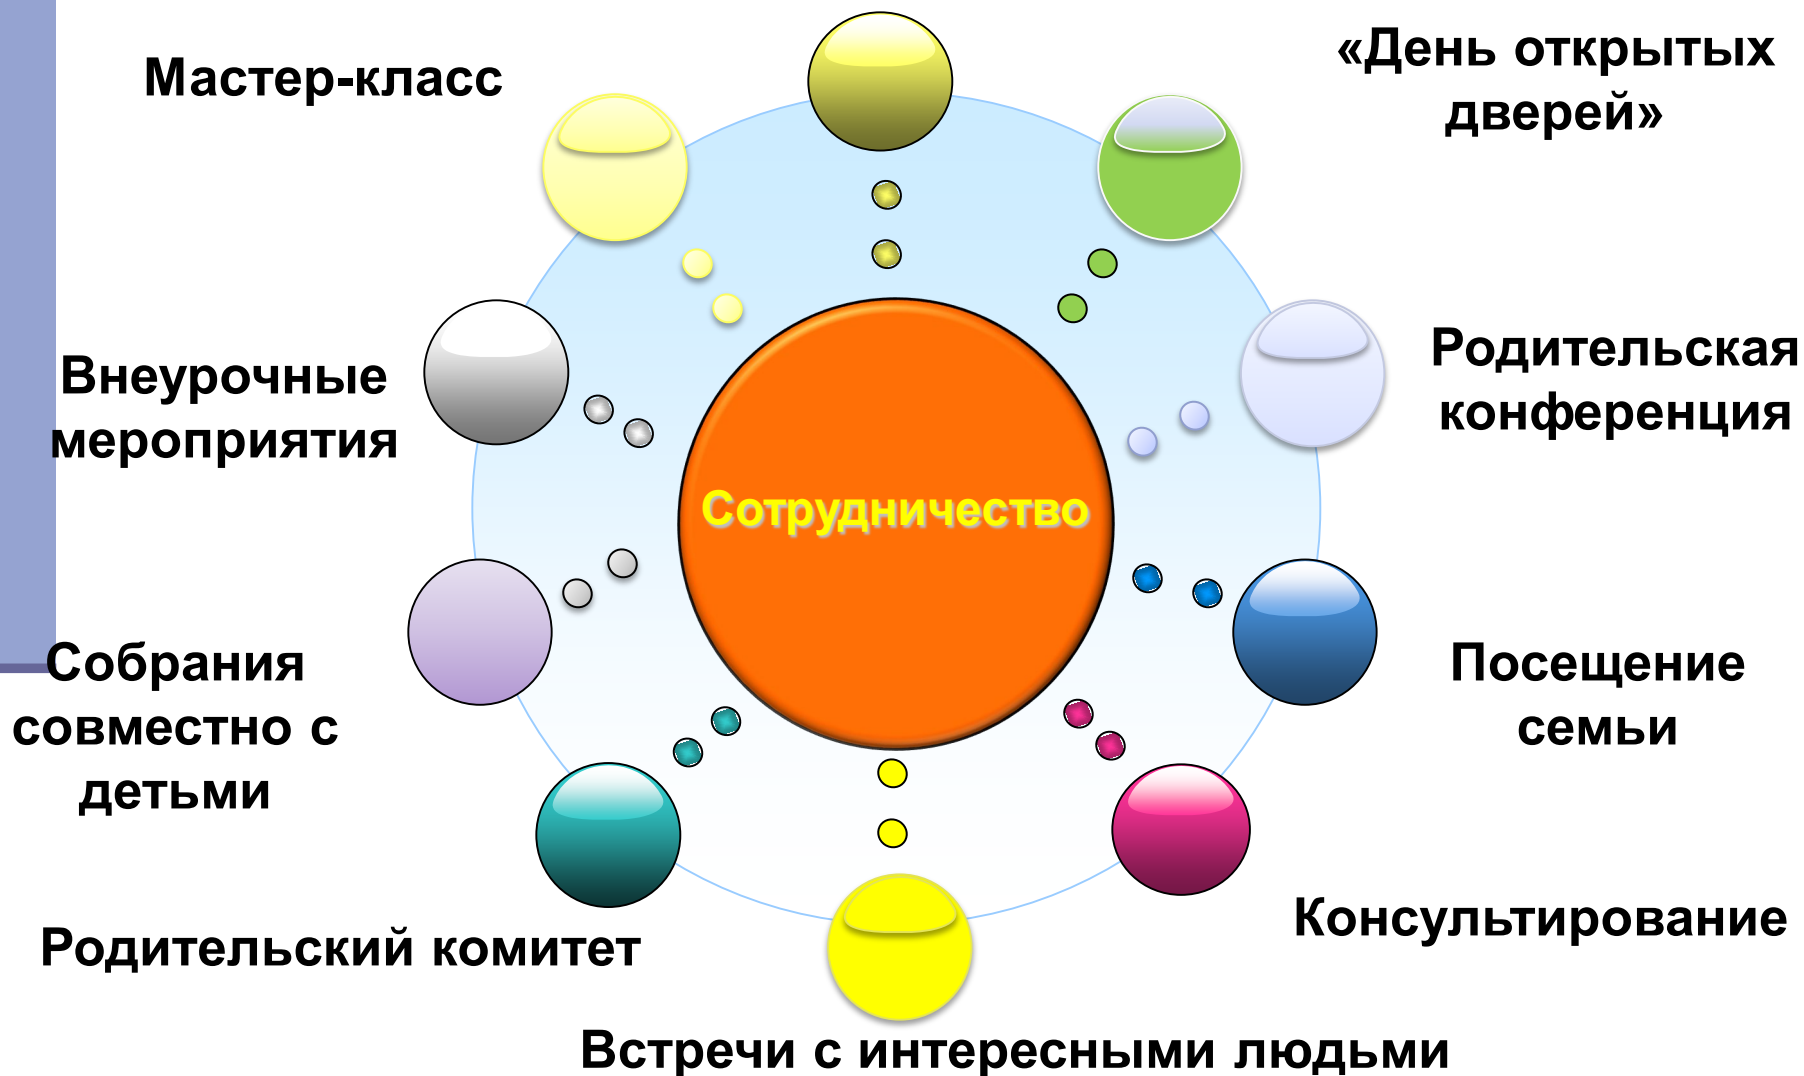 Мастер-класс
«День открытых
дверей»
Внеурочные
мероприятия
Родительская
конференция
Сотрудничество
Собрания
совместно с
детьми
Посещение
семьи
Родительский комитет
Консультирование
Встречи с интересными людьми